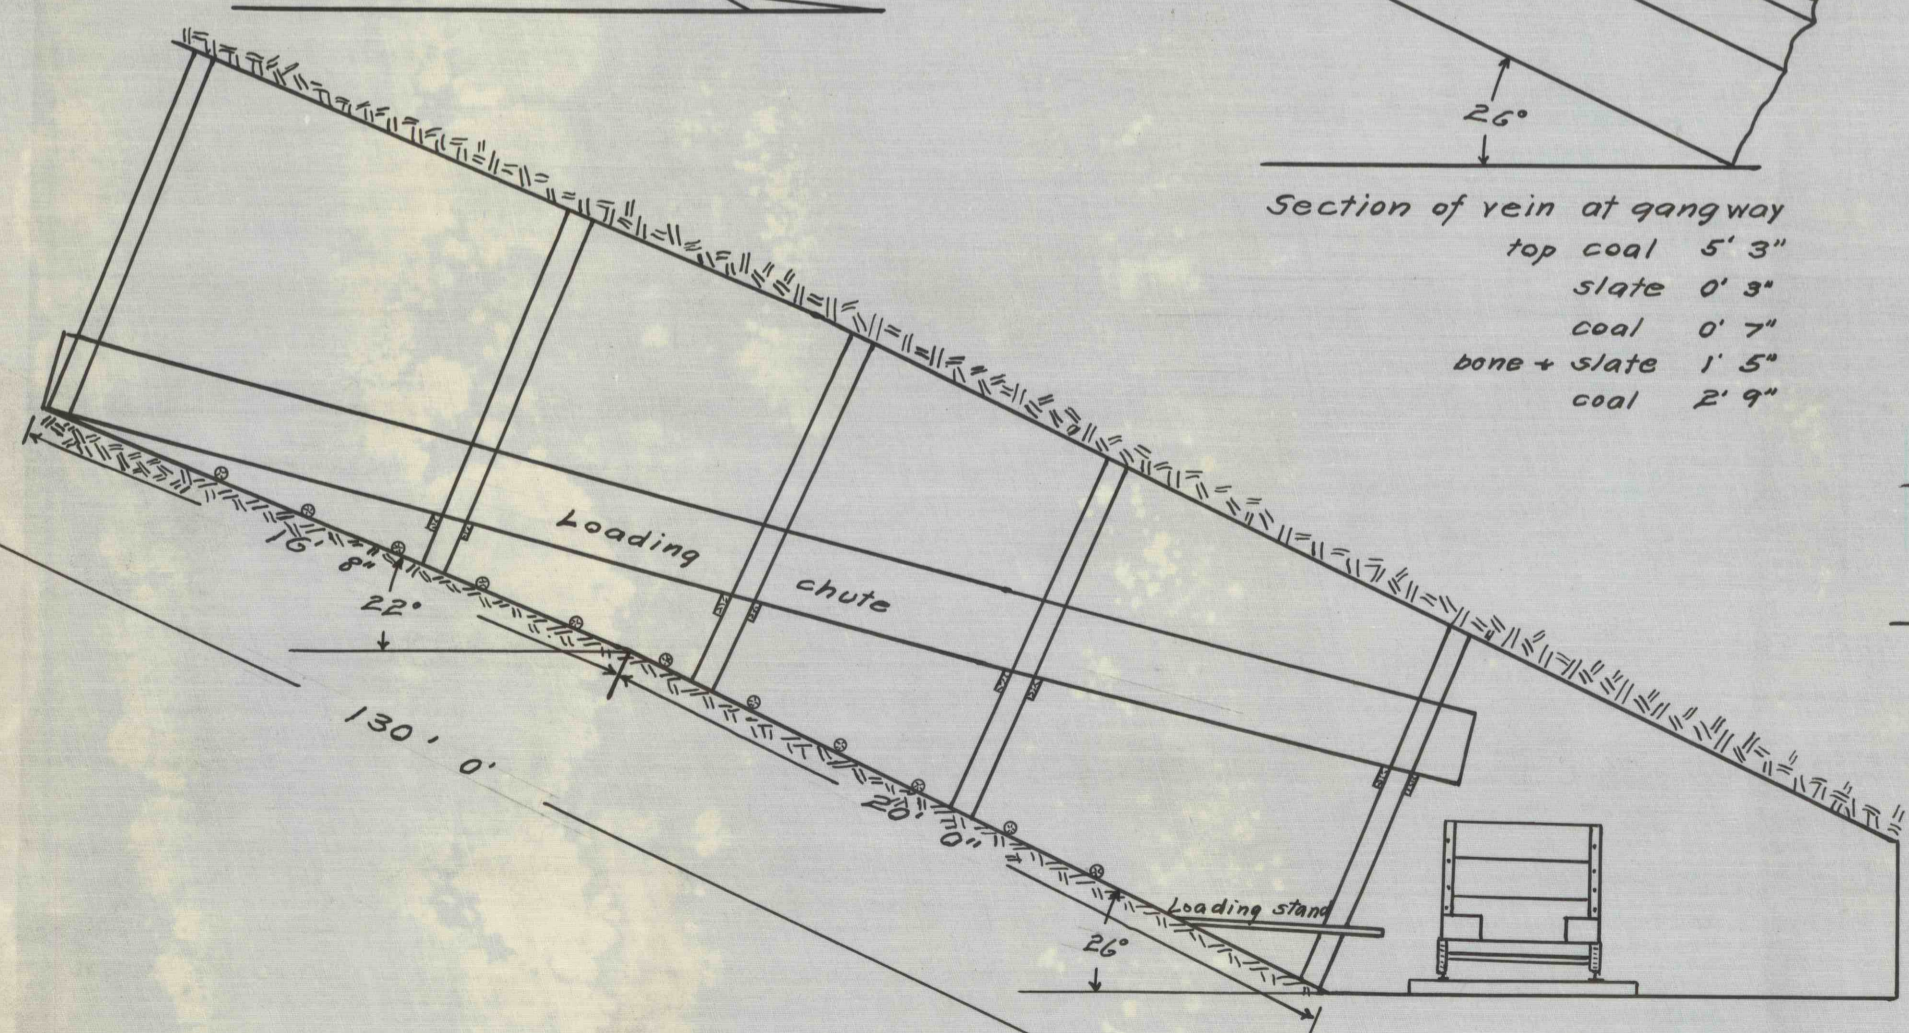 26°
Section of vein at gangway
top coal 5' 3"
slate 0' 3"
coal 0' 7"
bone + slate 1' 5"
coal 2' 9"
Loading chute
16' 8"
22°
130' 0'
20' 0"
Loading stand
26°